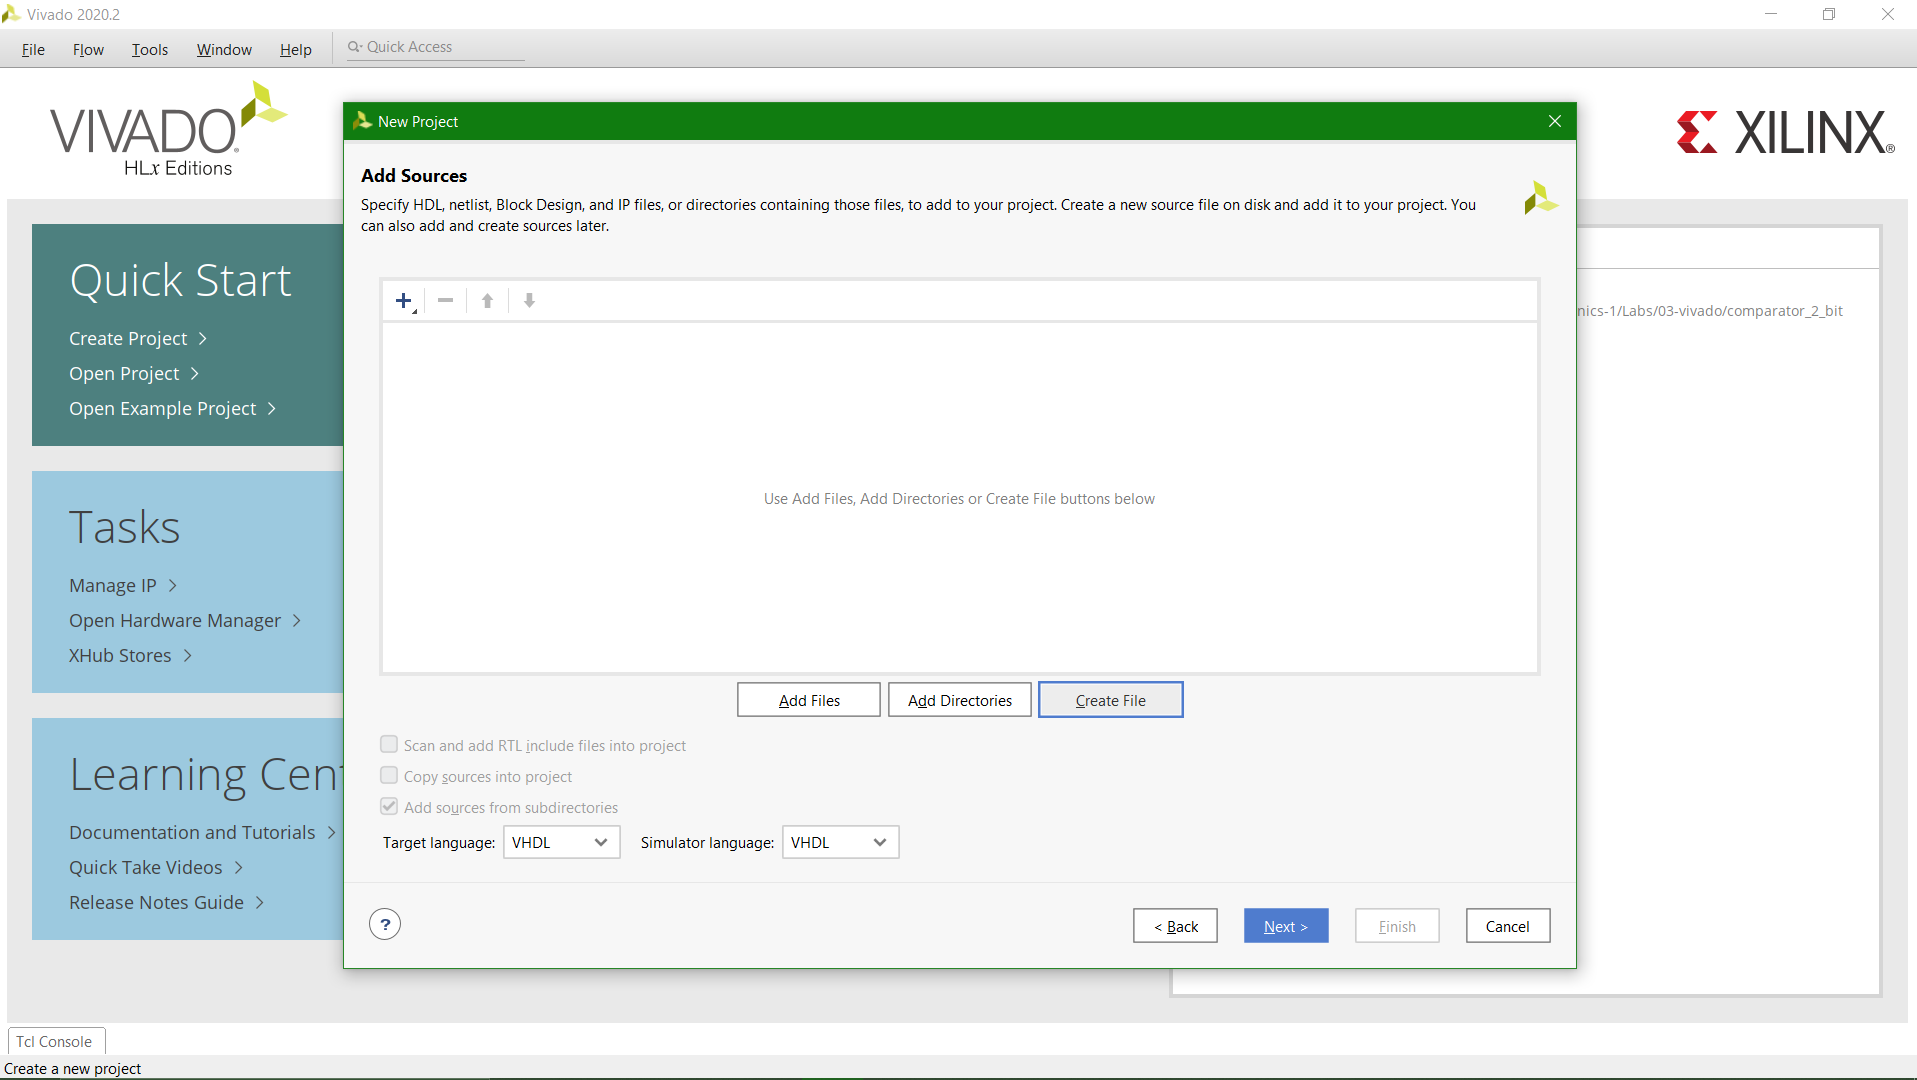 Vivado 2020.2
File Flow Tools Window Help Quick Access
VIVADO®
HLx Editions
XILINX®
New Project
Add Sources
Specify HDL, netlist, Block Design, and IP files, or directories containing those files, to add to your project. Create a new source file on disk and add it to your project. You
can also add and create sources later.
Quick Start
Create Project >
Open Project >
Open Example Project >
nics-1/Labs/03-vivado/comparator_2_bit
Use Add Files, Add Directories or Create File buttons below
Tasks
Manage IP >
Open Hardware Manager >
XHub Stores >
Add Files Add Directories Create File
Scan and add RTL include files into project
Copy sources into project
Add sources from subdirectories
Target language: VHDL Simulator language: VHDL
Learning Cent
Documentation and Tutorials >
Quick Take Videos >
Release Notes Guide >
? < Back Next > Finish Cancel
Tcl Console
Create a new project